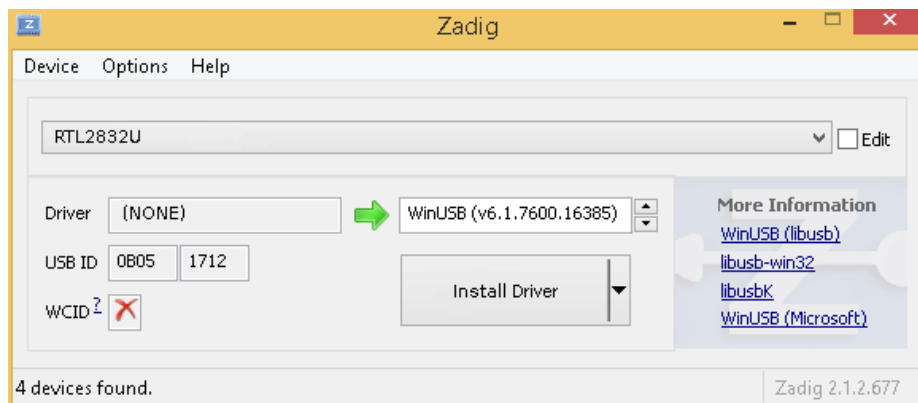 Zadig
Device Options Help
RTL2832U
Edit
Driver (NONE) WinUSB (v6.1.7600.16385)
USB ID 0B05 1712
WCID ?
Install Driver
More Information
WinUSB (libusb)
libusb-win32
libusbK
WinUSB (Microsoft)
4 devices found.
Zadig 2.1.2.677